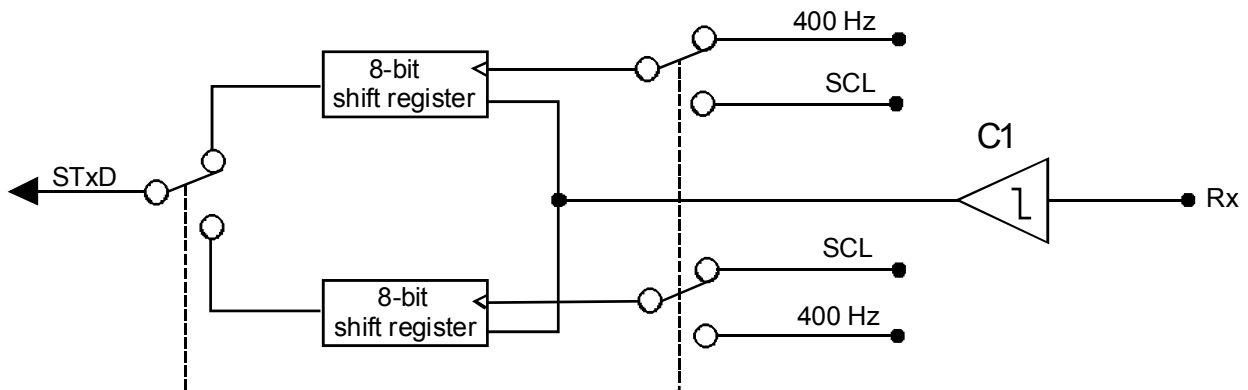 400 Hz
8-bit
shift register
SCL
C1
STxD
Rx
SCL
8-bit
shift register
400 Hz